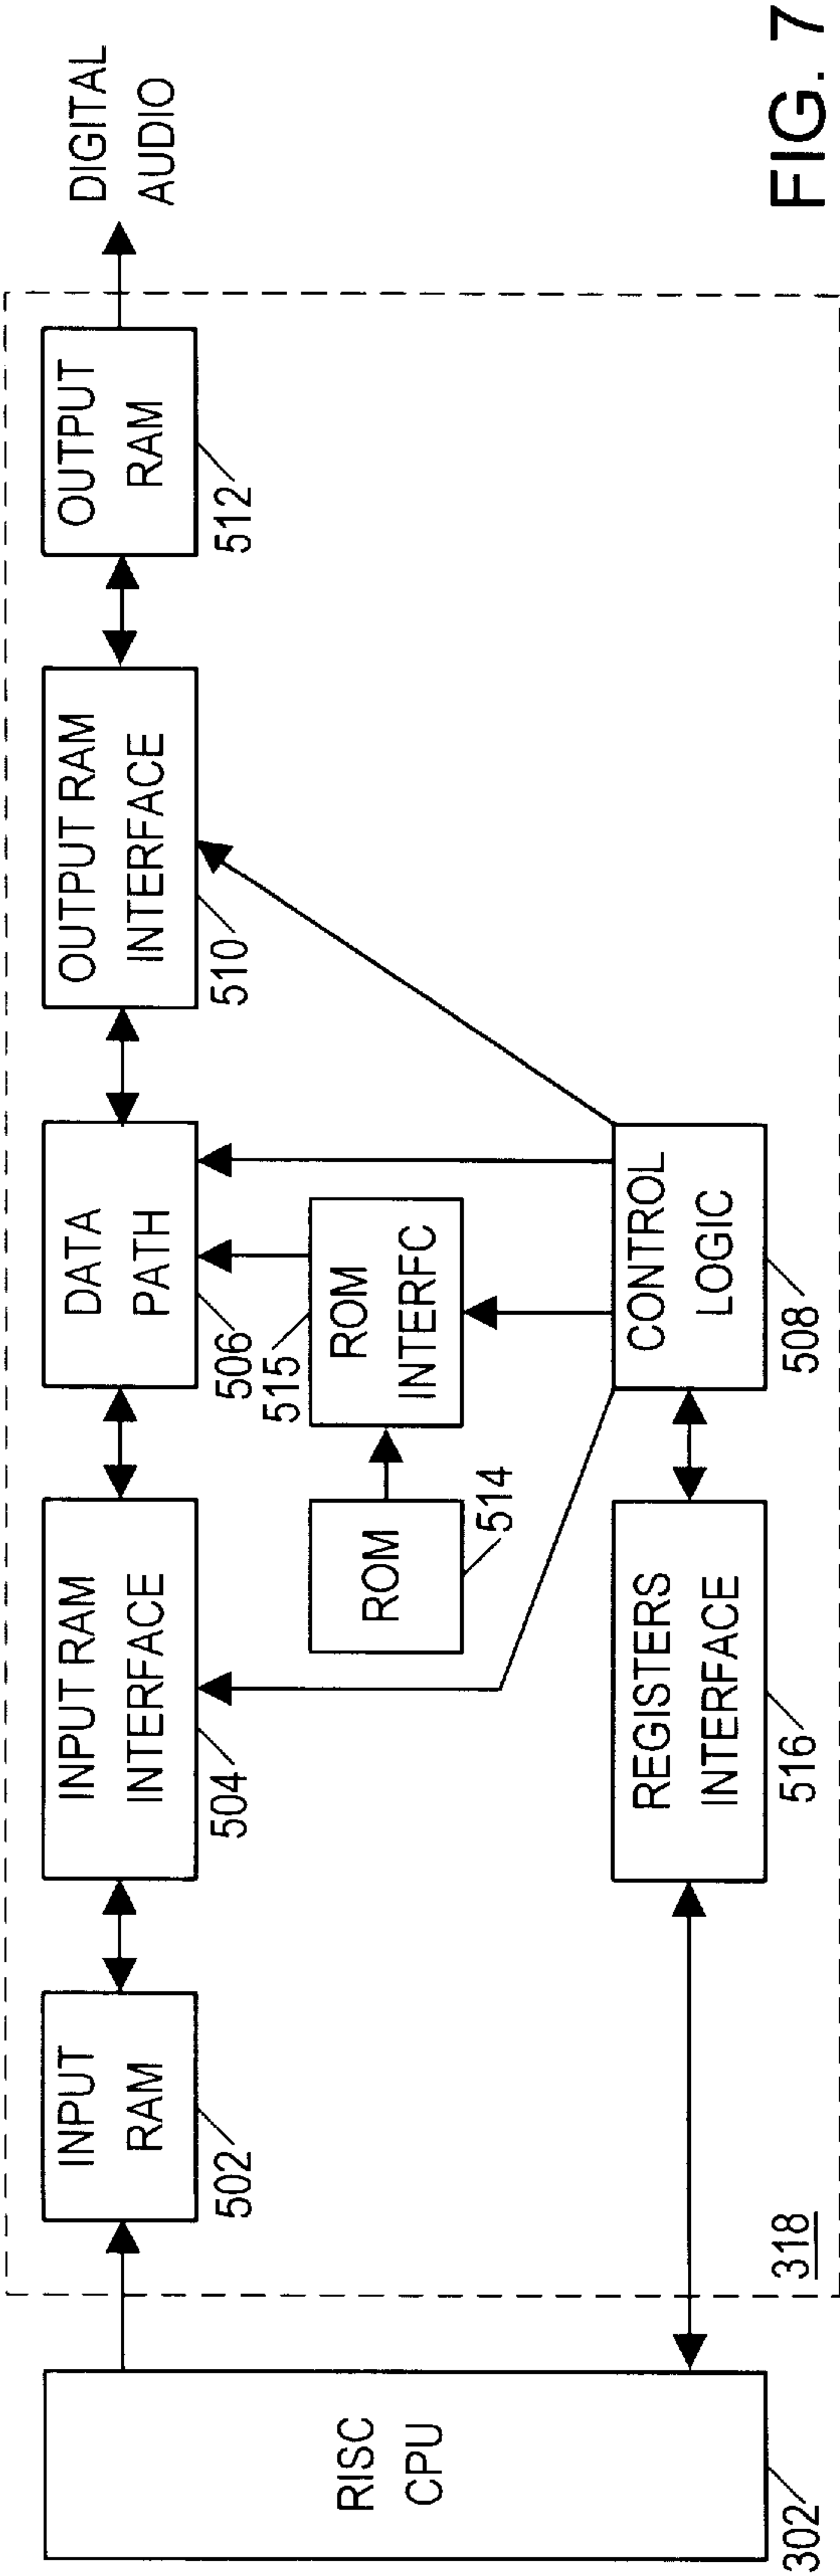 RISC
CPU
302
318
INPUT
RAM
502
INPUT RAM
INTERFACE
504
DATA
PATH
506
OUTPUT RAM
INTERFACE
510
OUTPUT
RAM
512
DIGITAL
AUDIO
ROM
514
515
ROM
INTERFC
REGISTERS
INTERFACE
516
CONTROL
LOGIC
508
FIG. 7